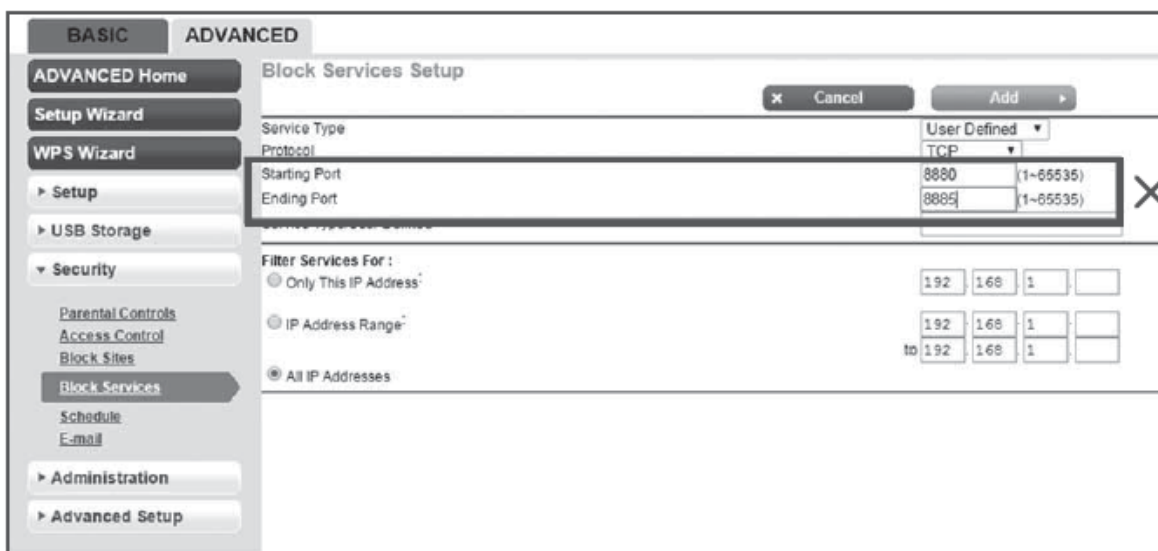 BASIC ADVANCED
ADVANCED Home
Setup Wizard
WPS Wizard
▸ Setup
▸ USB Storage
▾ Security
Parental Controls
Access Control
Block Sites
Block Services
Schedule
E-mail
▸ Administration
▸ Advanced Setup
Block Services Setup
× Cancel Add ▸
Service Type User Defined ▾
Protocol TCP ▾
Starting Port 8880 (1~65535)
Ending Port 8885 (1~65535)
Filter Services For :
Only This IP Address: 192 . 168 . 1 .
IP Address Range: 192 . 168 . 1 .
to 192 . 168 . 1 .
All IP Addresses